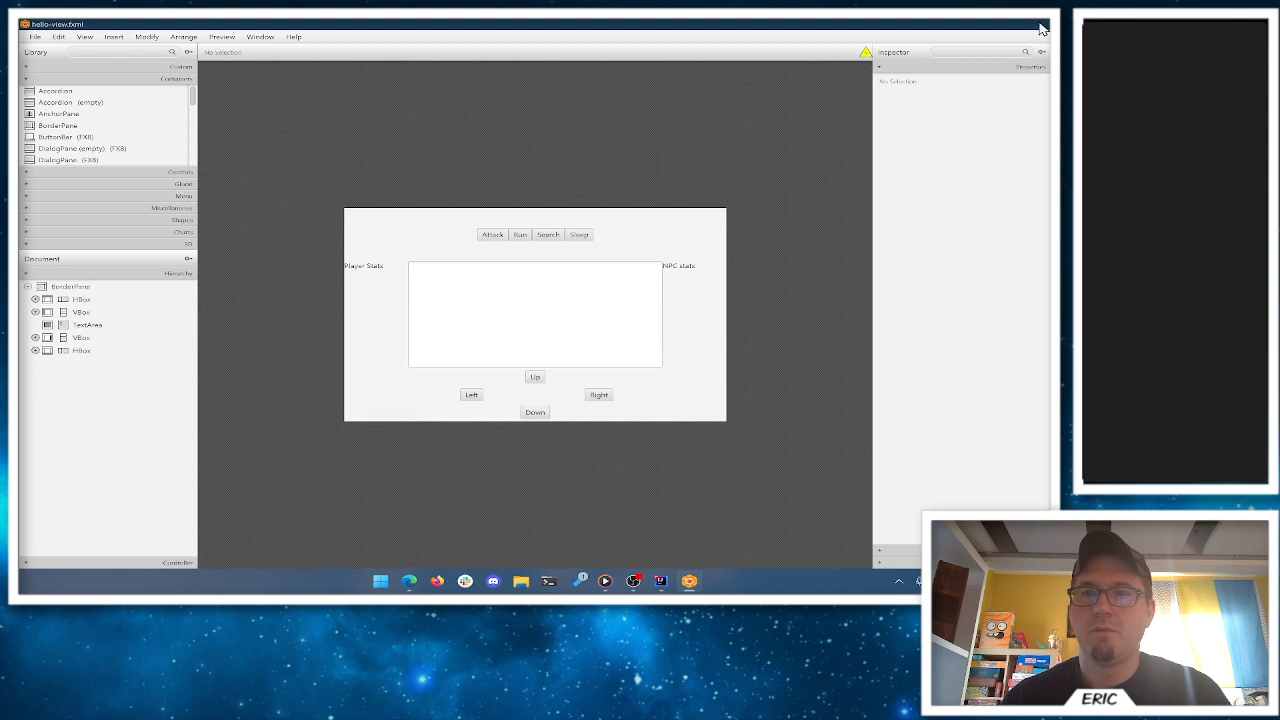 hello-view.fxml
File Edit View Insert Modify Arrange Preview Window Help
Library
No Selection
Inspector
Custom
Containers
Accordion
Accordion (empty)
AnchorPane
BorderPane
ButtonBar (FX8)
DialogPane (empty) (FX8)
DialogPane (FX8)
Controls
Gluon
Menu
Miscellaneous
Shapes
Charts
3D
Document
Hierarchy
BorderPane
HBox
VBox
TextArea
VBox
HBox
Controller
Attack Run Search Sleep
Player Stats
NPC stats
Up
Left Right
Down
Properties
No Selection
ERIC